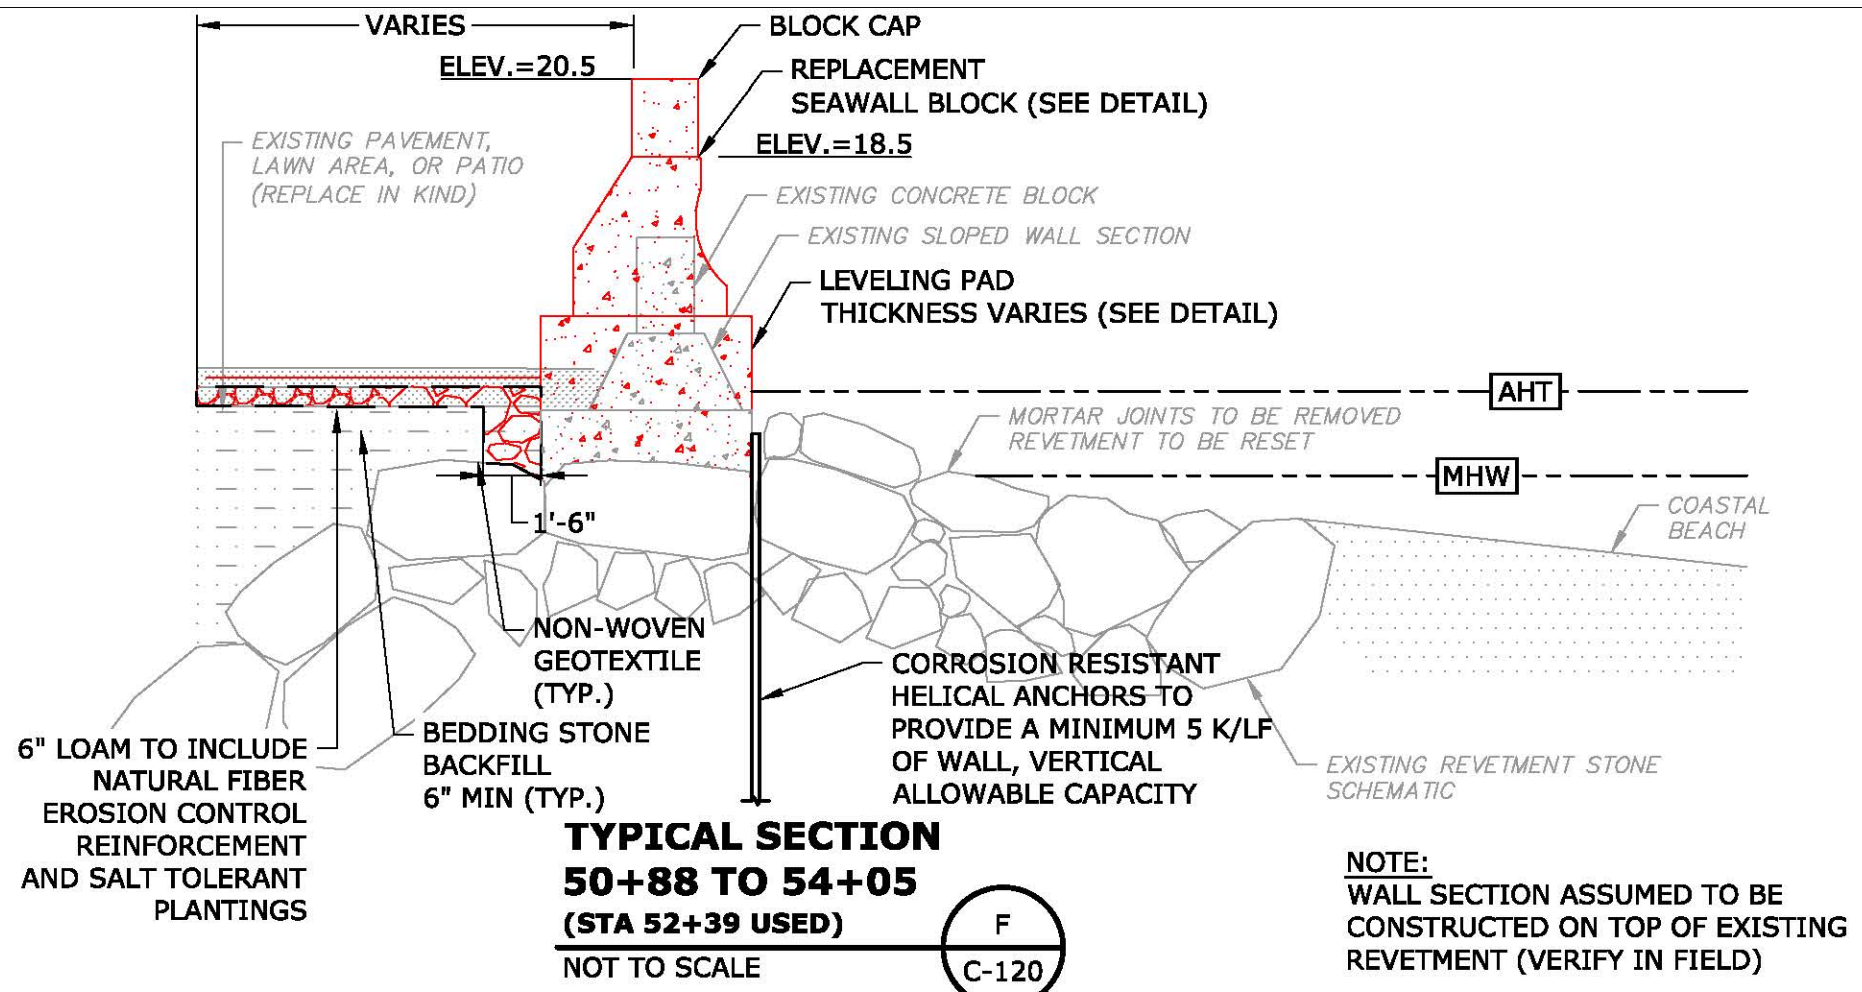 VARIES
BLOCK CAP
ELEV.=20.5
REPLACEMENT
SEAWALL BLOCK (SEE DETAIL)
ELEV.=18.5
EXISTING PAVEMENT,
LAWN AREA, OR PATIO
(REPLACE IN KIND)
EXISTING CONCRETE BLOCK
EXISTING SLOPED WALL SECTION
LEVELING PAD
THICKNESS VARIES (SEE DETAIL)
AHT
MORTAR JOINTS TO BE REMOVED
REVETMENT TO BE RESET
MHW
COASTAL
BEACH
1'-6"
NON-WOVEN
GEOTEXTILE
(TYP.)
CORROSION RESISTANT
HELICAL ANCHORS TO
PROVIDE A MINIMUM 5 K/LF
OF WALL, VERTICAL
ALLOWABLE CAPACITY
BEDDING STONE
BACKFILL
6" MIN (TYP.)
6" LOAM TO INCLUDE
NATURAL FIBER
EROSION CONTROL
REINFORCEMENT
AND SALT TOLERANT
PLANTINGS
EXISTING REVETMENT STONE
SCHEMATIC
TYPICAL SECTION
50+88 TO 54+05
(STA 52+39 USED)
NOT TO SCALE
F
C-120
NOTE:
WALL SECTION ASSUMED TO BE
CONSTRUCTED ON TOP OF EXISTING
REVETMENT (VERIFY IN FIELD)